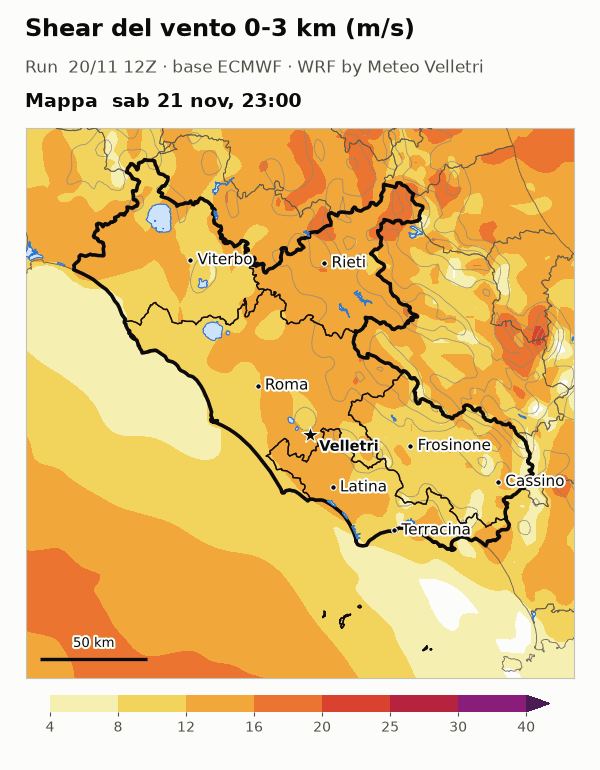 Shear del vento 0-3 km (m/s)
Run  20/11 12Z · base ECMWF · WRF by Meteo Velletri
Mappa  sab 21 nov, 23:00
Viterbo
Rieti
Roma
Velletri
Frosinone
Cassino
Latina
Terracina
50 km
4 8 12 16 20 25 30 40